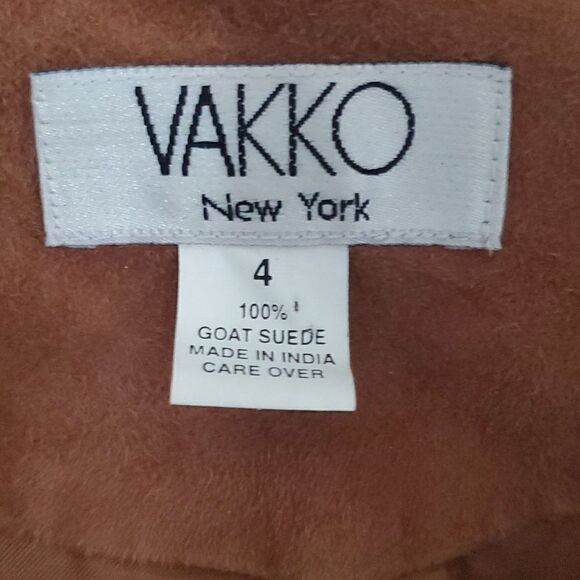 VAKKO
New York
4
100%
GOAT SUEDE
MADE IN INDIA
CARE OVER